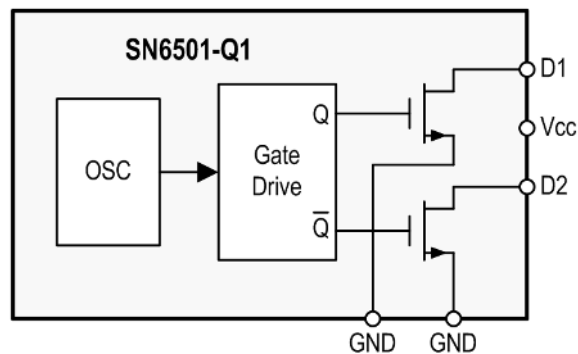 SN6501-Q1
D1
Q
Vcc
OSC
Gate
Drive
D2
Q̅
GND
GND